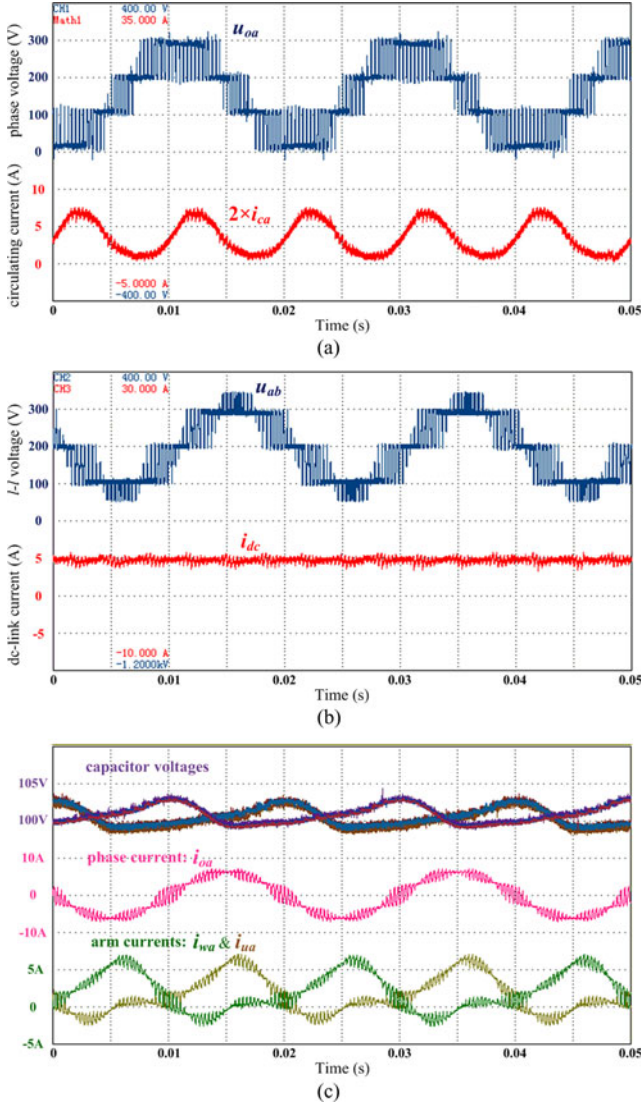 CH1 400.00 V
Math1 35.000 A
u_oa
phase voltage (V)
300
200
100
0
circulating current (A)
10
5
0
2×i_ca
-5.0000 A
-400.00 V
0 0.01 0.02 0.03 0.04 0.05
Time (s)
(a)
CH2 400.00 V
CH3 30.000 A
u_ab
l-l voltage (V)
300
200
100
0
dc-link current (A)
5
0
-5
i_dc
-10.000 A
-1.2000kV
0 0.01 0.02 0.03 0.04 0.05
Time (s)
(b)
capacitor voltages
105V
100V
phase current: i_oa
10A
0
-10A
arm currents: i_wa & i_ua
5A
0
-5A
0 0.01 0.02 0.03 0.04 0.05
Time (s)
(c)